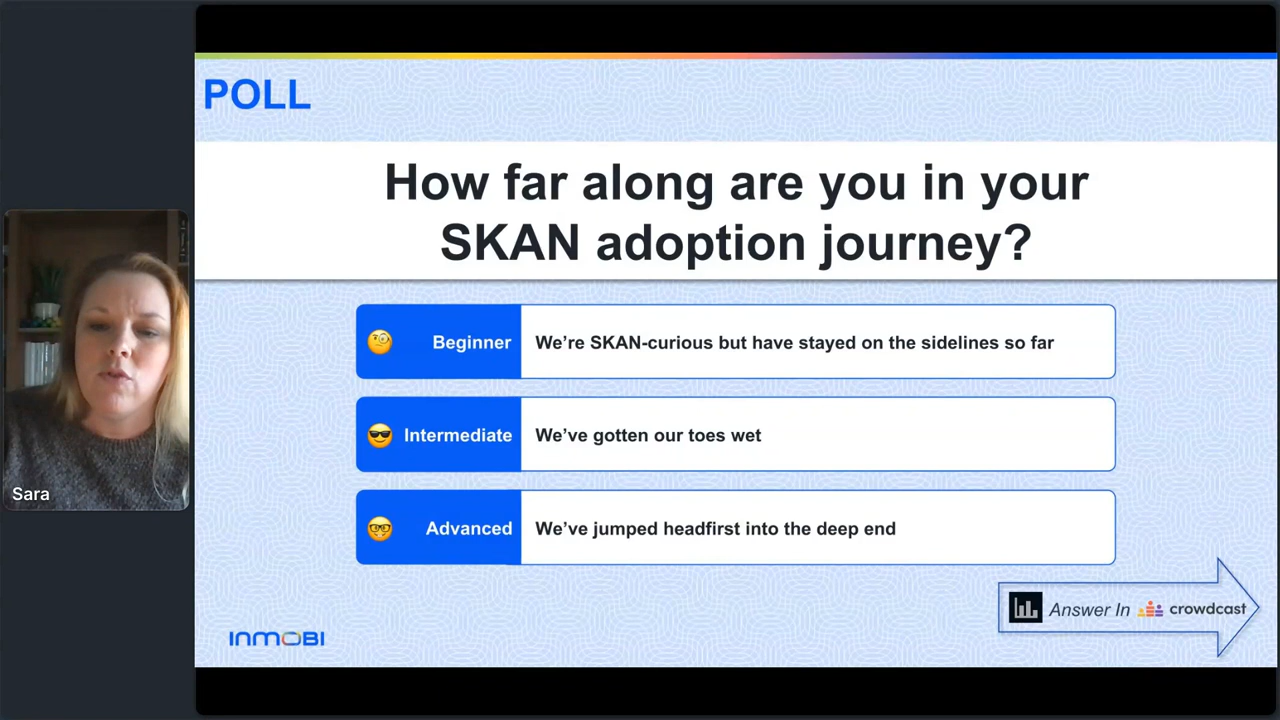 POLL
How far along are you in your
SKAN adoption journey?
Beginner
We’re SKAN-curious but have stayed on the sidelines so far
Intermediate
We’ve gotten our toes wet
Advanced
We’ve jumped headfirst into the deep end
Sara
Answer In crowdcast
INMOBI